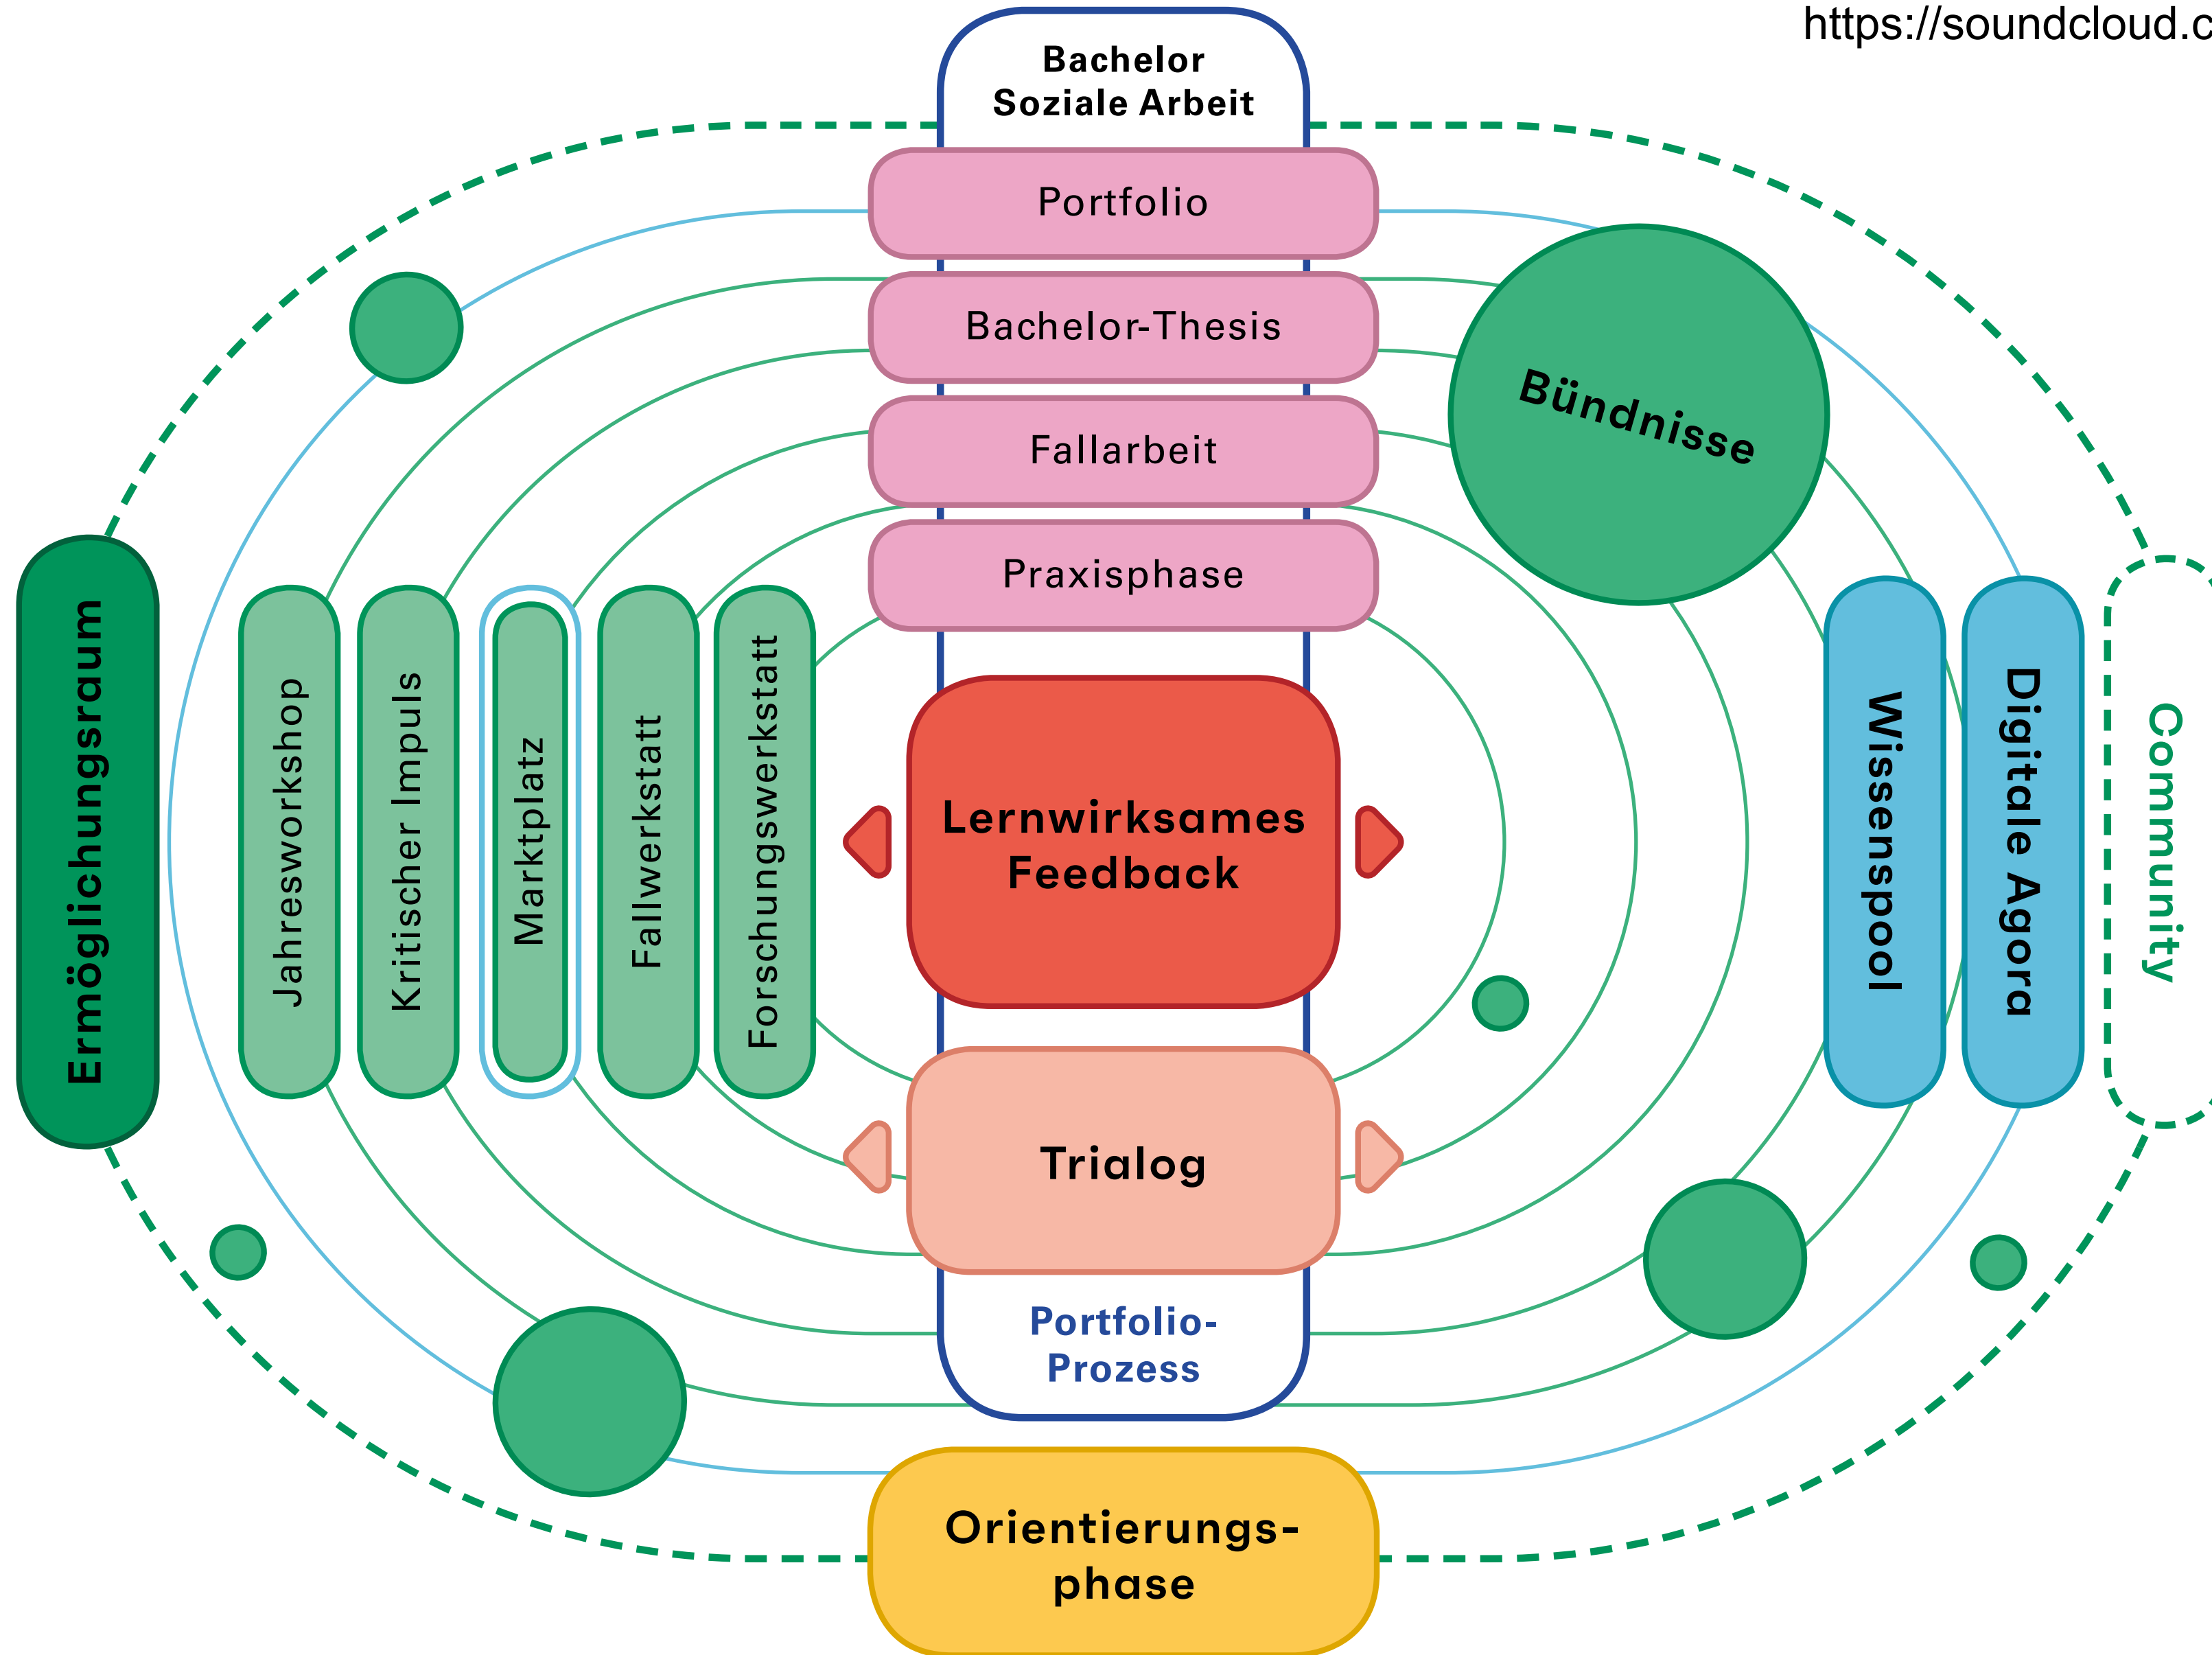 https://soundcloud.c
Bachelor
Soziale Arbeit
Portfolio
Bachelor-Thesis
Fallarbeit
Praxisphase
Bündnisse
Ermöglichungsraum
Jahresworkshop
Kritischer Impuls
Marktplatz
Fallwerkstatt
Forschungswerkstatt
Lernwirksames
Feedback
Wissenspool
Digitale Agora
Community
Trialog
Portfolio-
Prozess
Orientierungs-
phase